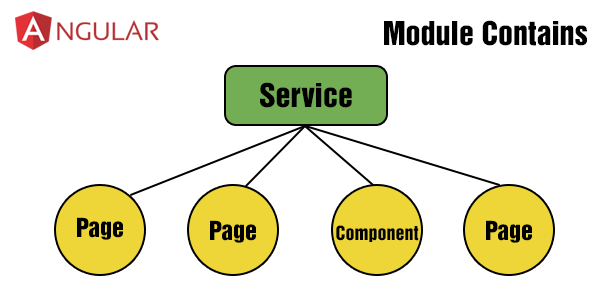 ANGULAR
Module Contains
Service
Page
Page
Component
Page